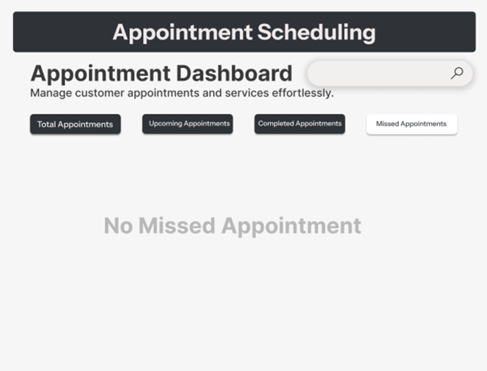 Appointment Scheduling
Appointment Dashboard
Manage customer appointments and services effortlessly.
Total Appointments
Upcoming Appointments
Completed Appointments
Missed Appointments
No Missed Appointment